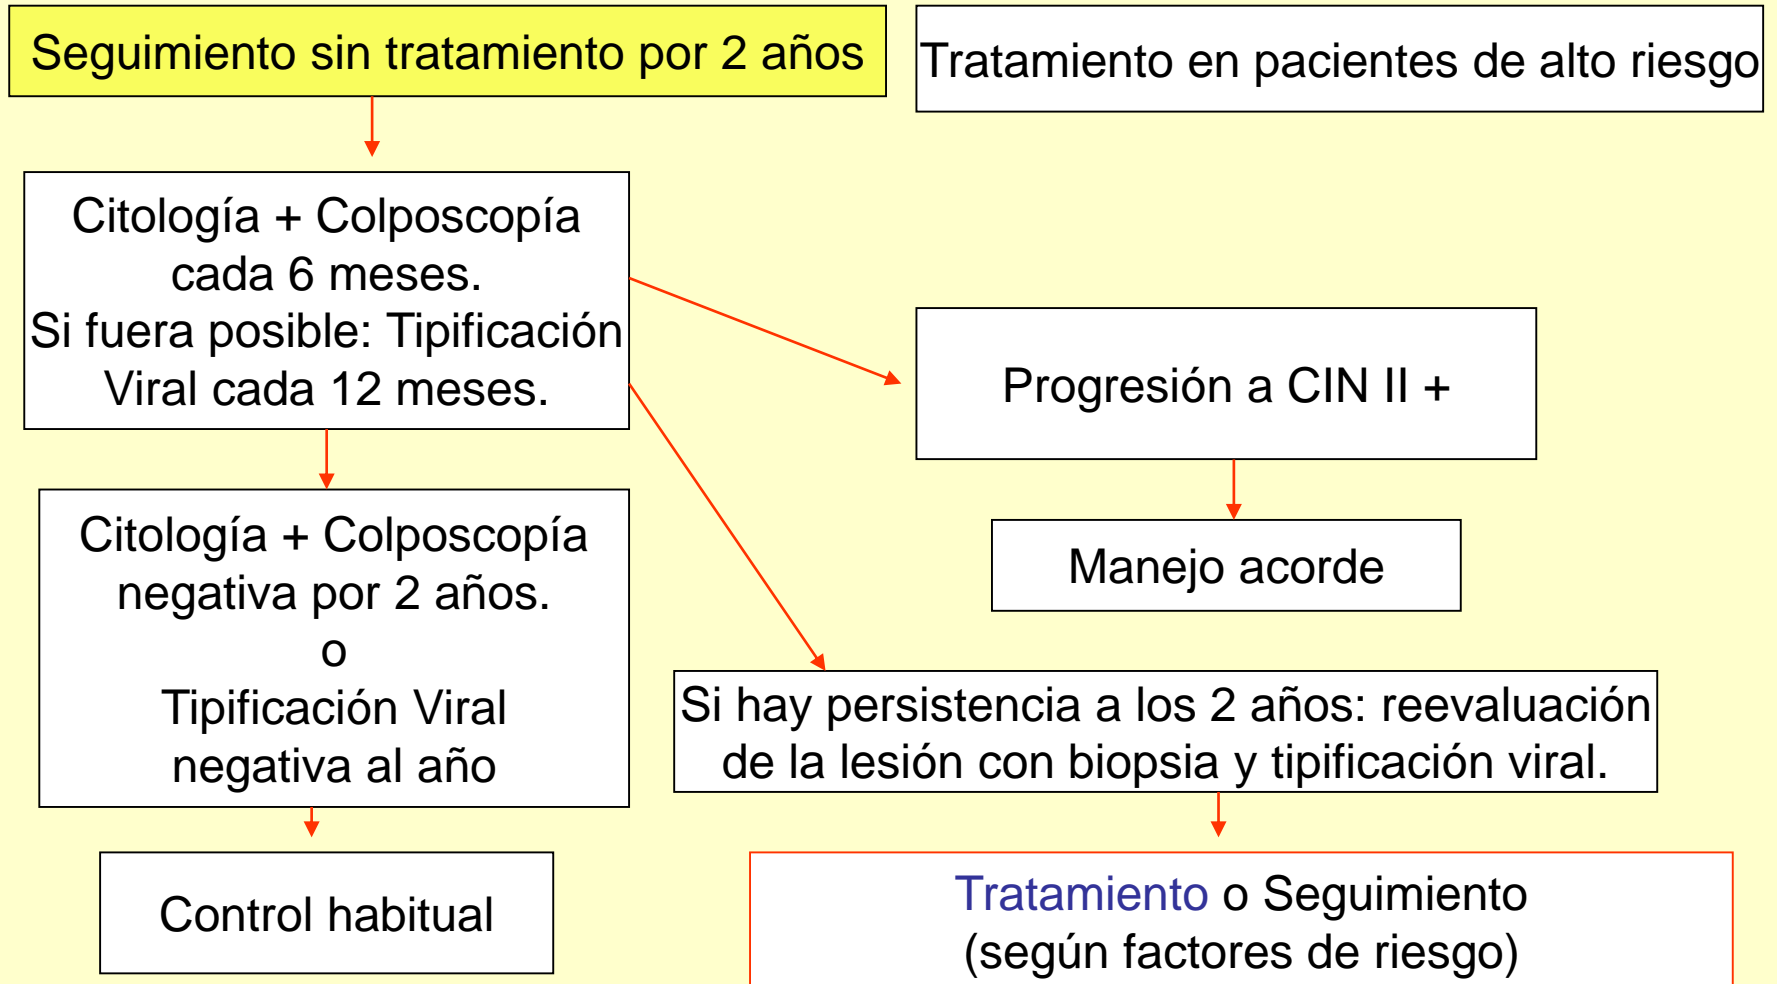 Seguimiento sin tratamiento por 2 años
Tratamiento en pacientes de alto riesgo
Citología + Colposcopía
cada 6 meses.
Si fuera posible: Tipificación
Viral cada 12 meses.
Progresión a CIN II +
Citología + Colposcopía
negativa por 2 años.
o
Tipificación Viral
negativa al año
Manejo acorde
Si hay persistencia a los 2 años: reevaluación
de la lesión con biopsia y tipificación viral.
Control habitual
Tratamiento o Seguimiento
(según factores de riesgo)